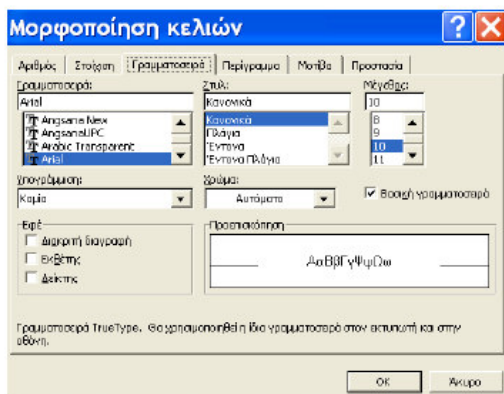 Μορφοποίηση κελιών
Αριθμός Στοίχιση Γραμματοσειρά Περίγραμμα Μοτίβο Προστασία
Γραμματοσειρά: Στυλ: Μέγεθος:
Arial Κανονικά 10
Angsana New Κανονικά 8
AngsanaUPC Πλάγια 9
Arabic Transparent Έντονα 10
Arial Έντονα Πλάγια 11
Υπογράμμιση: Χρώμα:
Καμία Αυτόματο Βασική γραμματοσειρά
Εφέ Προεπισκόπηση
Διακριτή διαγραφή
Εκθέτης ΑαΒβΓγΨψΩω
Δείκτης
Γραμματοσειρά TrueType. Θα χρησιμοποιηθεί η ίδια γραμματοσειρά στον εκτυπωτή και στην
οθόνη.
OK Άκυρο